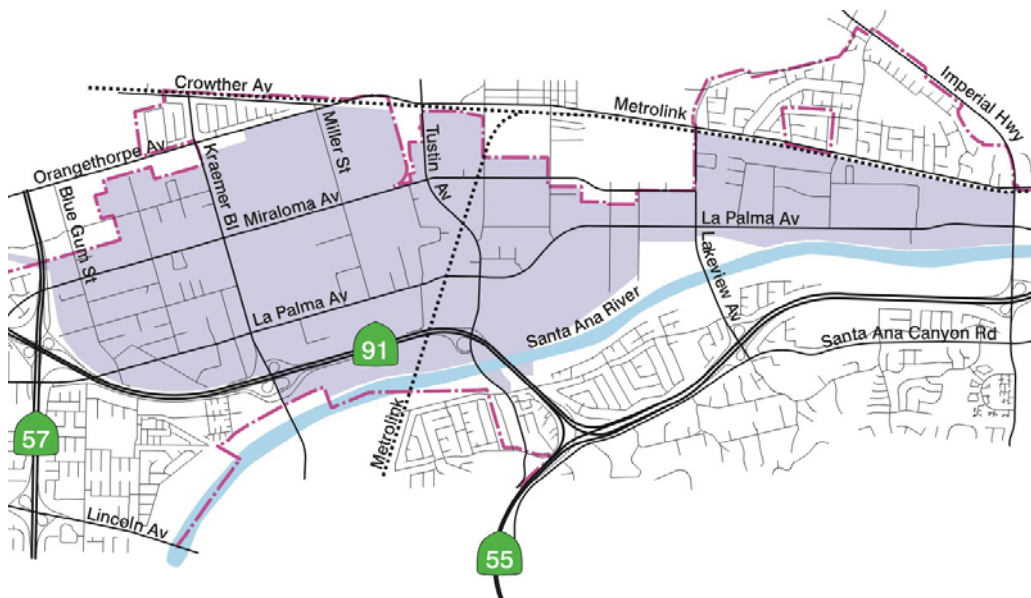 Crowther Av
Imperial Hwy
Metrolink
Orangethorpe Av
Miller St
Tustin Av
Kraemer Bl
Blue Gum St
Miraloma Av
La Palma Av
Lakeview Av
La Palma Av
Santa Ana River
Santa Ana Canyon Rd
91
57
Metrolink
Lincoln Av
55